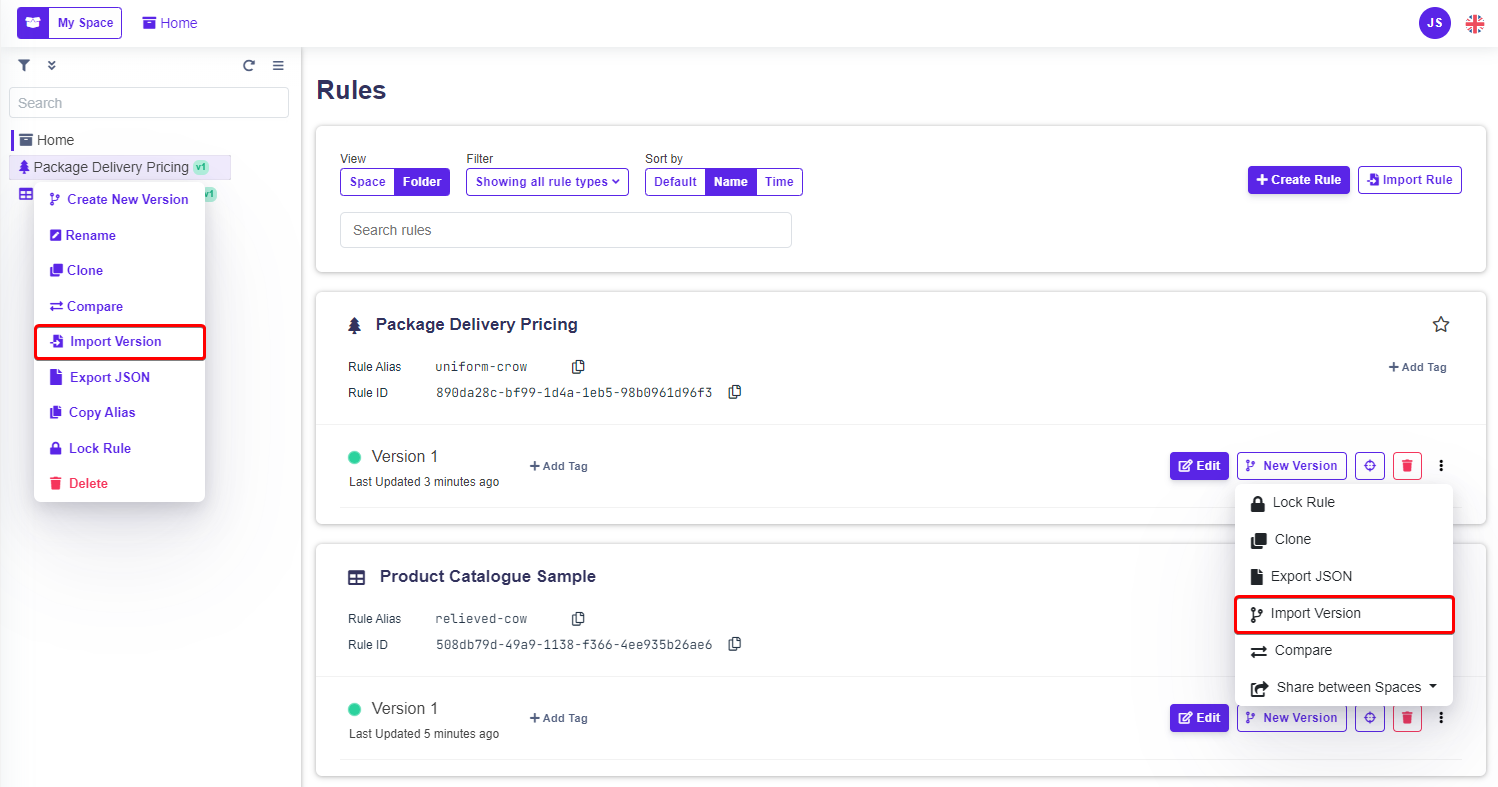 My Space Home JS
Search
Home
Package Delivery Pricing v1
v1
Create New Version
Rename
Clone
Compare
Import Version
Export JSON
Copy Alias
Lock Rule
Delete
Rules
View Filter Sort by
Space Folder Showing all rule types Default Name Time
Create Rule Import Rule
Search rules
Package Delivery Pricing
Rule Alias uniform-crow
Add Tag
Rule ID 890da28c-bf99-1d4a-1eb5-98b0961d96f3
Version 1
Add Tag
Edit New Version
Last Updated 3 minutes ago
Lock Rule
Clone
Export JSON
Import Version
Compare
Share between Spaces
Product Catalogue Sample
Rule Alias relieved-cow
Rule ID 508db79d-49a9-1138-f366-4ee935b26ae6
Version 1
Add Tag
Edit New Version
Last Updated 5 minutes ago